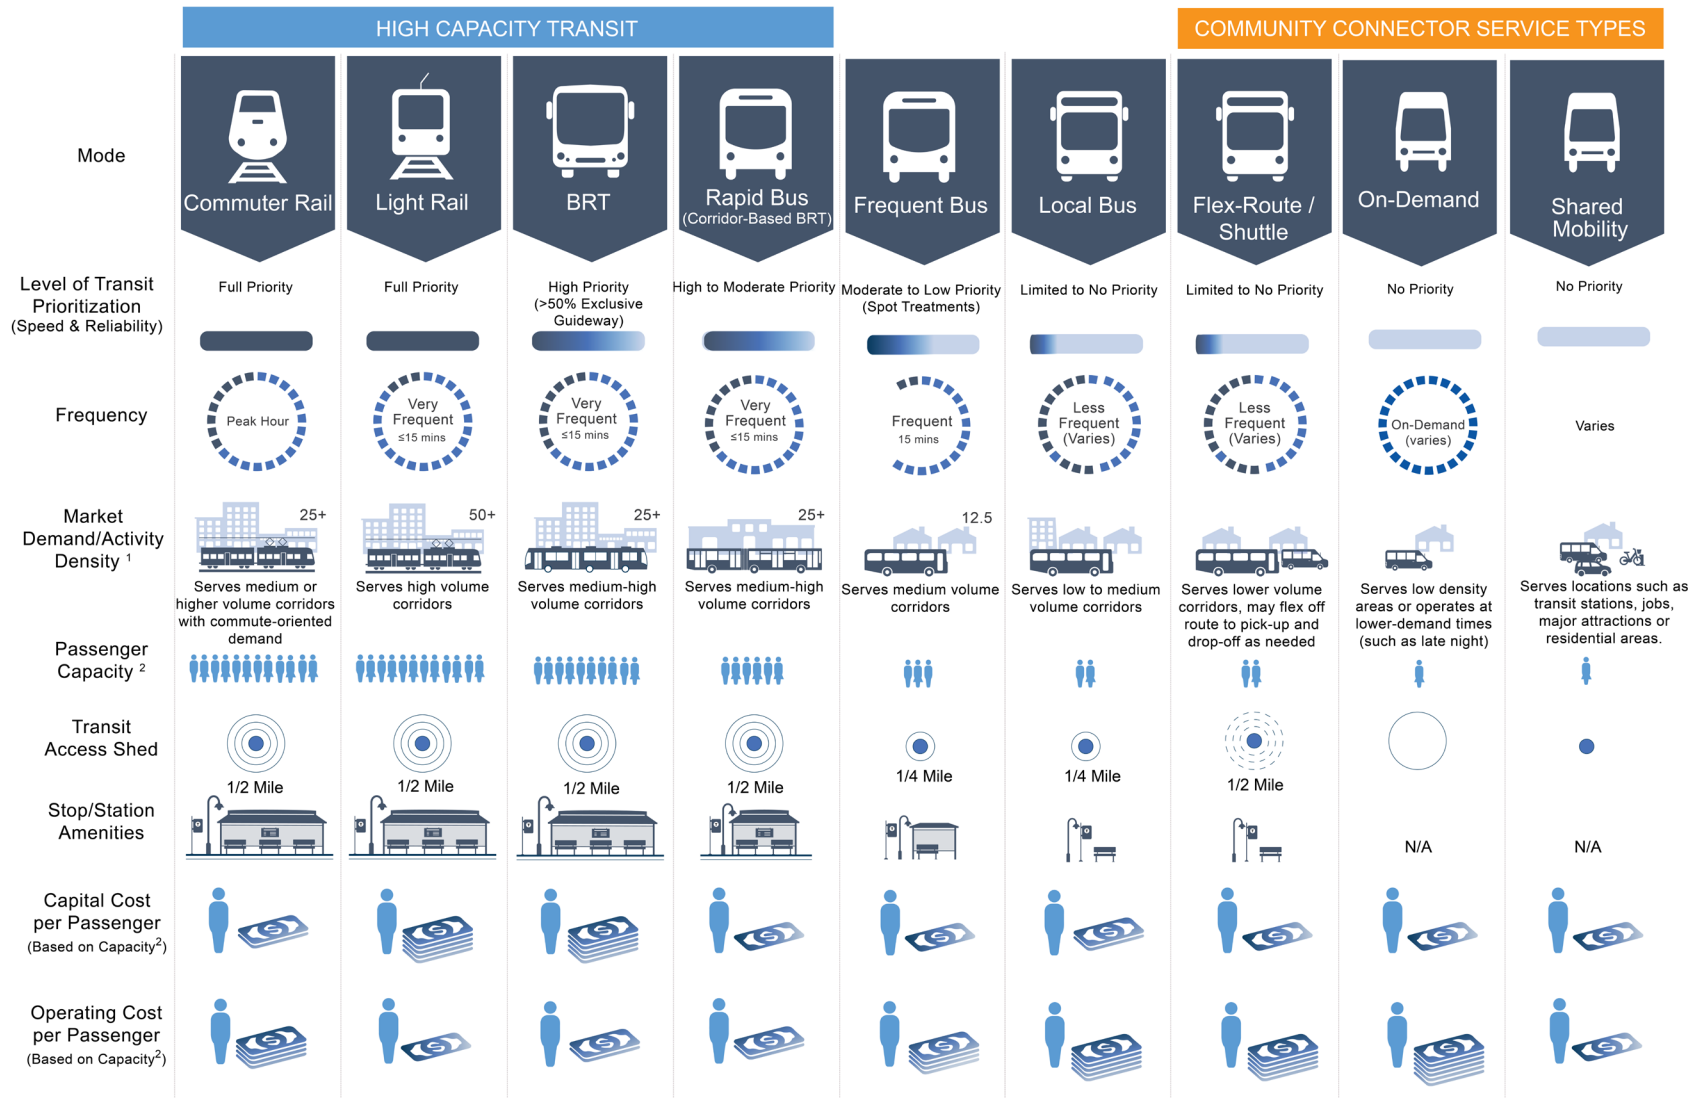 HIGH CAPACITY TRANSIT
COMMUNITY CONNECTOR SERVICE TYPES
Mode
Commuter Rail
Light Rail
BRT
Rapid Bus
(Corridor-Based BRT)
Frequent Bus
Local Bus
Flex-Route /
Shuttle
On-Demand
Shared
Mobility
Level of Transit
Prioritization
(Speed & Reliability)
Full Priority
Full Priority
High Priority
(>50% Exclusive
Guideway)
High to Moderate Priority
Moderate to Low Priority
(Spot Treatments)
Limited to No Priority
Limited to No Priority
No Priority
No Priority
Frequency
Peak Hour
Very
Frequent
≤15 mins
Very
Frequent
≤15 mins
Very
Frequent
≤15 mins
Frequent
15 mins
Less
Frequent
(Varies)
Less
Frequent
(Varies)
On-Demand
(varies)
Varies
Market
Demand/Activity
Density 1
25+
Serves medium or
higher volume corridors
with commute-oriented
demand
50+
Serves high volume
corridors
25+
Serves medium-high
volume corridors
25+
Serves medium-high
volume corridors
12.5
Serves medium volume
corridors
Serves low to medium
volume corridors
Serves lower volume
corridors, may flex off
route to pick-up and
drop-off as needed
Serves low density
areas or operates at
lower-demand times
(such as late night)
Serves locations such as
transit stations, jobs,
major attractions or
residential areas.
Passenger
Capacity 2
Transit
Access Shed
1/2 Mile
1/2 Mile
1/2 Mile
1/2 Mile
1/4 Mile
1/4 Mile
1/2 Mile
Stop/Station
Amenities
N/A
N/A
Capital Cost
per Passenger
(Based on Capacity2)
$
$
$
$
$
$
$
$
$
Operating Cost
per Passenger
(Based on Capacity2)
$
$
$
$
$
$
$
$
$